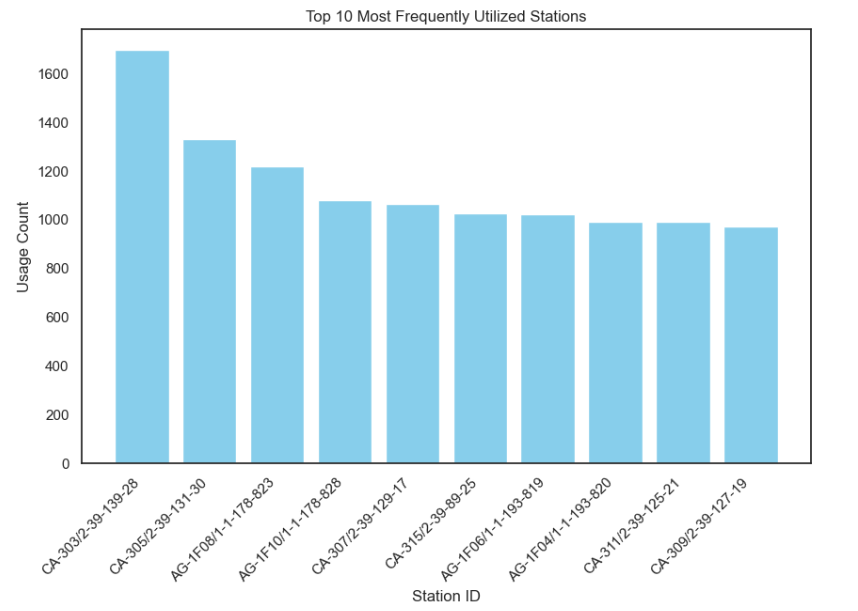 Top 10 Most Frequently Utilized Stations
Usage Count
1600
1400
1200
1000
800
600
400
200
0
CA-303/2-39-139-28
CA-305/2-39-131-30
AG-1F08/1-1-178-823
AG-1F10/1-1-178-828
CA-307/2-39-129-17
CA-315/2-39-89-25
AG-1F06/1-1-193-819
AG-1F04/1-1-193-820
CA-311/2-39-125-21
CA-309/2-39-127-19
Station ID